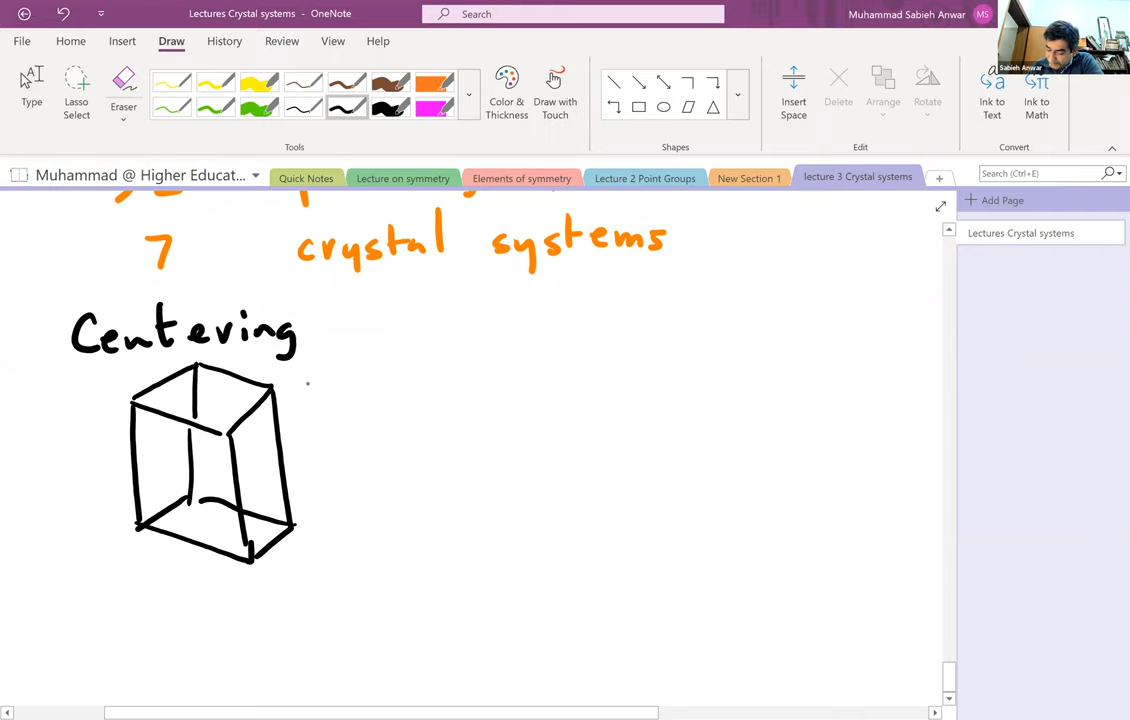 Lectures Crystal systems - OneNote
Search
Muhammad Sabieh Anwar
MS
Sabieh Anwar
File
Home
Insert
Draw
History
Review
View
Help
Type
Lasso
Select
Eraser
Color &
Thickness
Draw with
Touch
Insert
Space
Delete
Arrange
Rotate
Ink to
Text
Ink to
Math
Tools
Shapes
Edit
Convert
Muhammad @ Higher Educat...
Quick Notes
Lecture on symmetry
Elements of symmetry
Lecture 2 Point Groups
New Section 1
lecture 3 Crystal systems
Search (Ctrl+E)
Add Page
Lectures Crystal systems
7 crystal systems
Centering